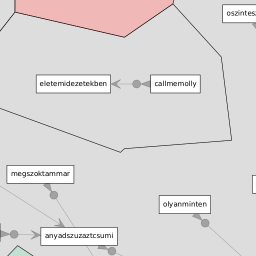 oszintes
eletemidezetekben
callmemolly
megszoktammar
olyanminten
anyadszuzaztcsumi